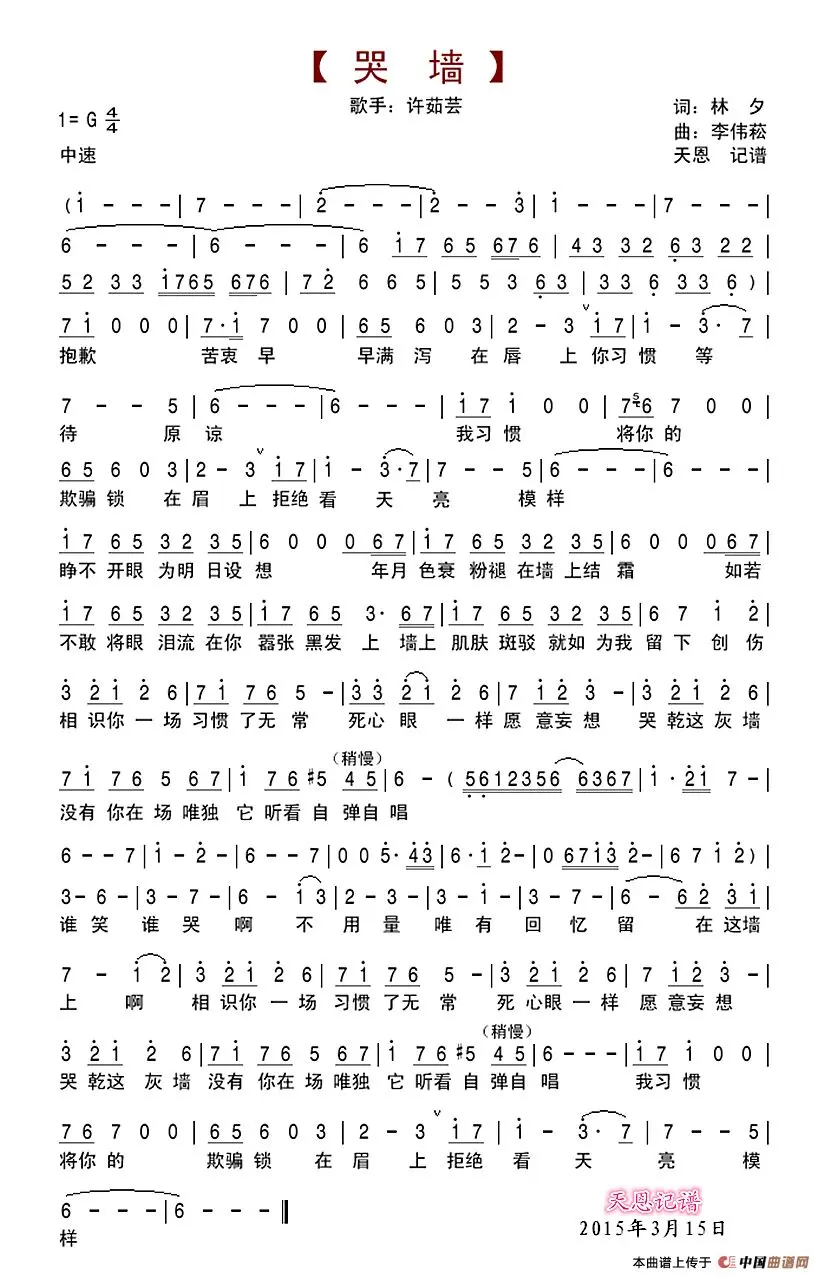 【 哭 墙 】
歌手：许茹芸
1= G 4/4
词：林 夕
曲：李伟菘
中速
天恩 记谱
(i - - - | 7 - - - | 2 - - - | 2 - - 3 | i - - - | 7 - - - |
6 - - - | 6 - - - | 6 i7 65 676 | 43 32 63 22 |
52 33 1765 676 | 72 6 65 | 5 53 63 | 33 6 33 6 ) |
7i 0 0 0 | 7·i 7 0 0 | 65 6 0 3 | 2 - 3 ∨ i7 | i - 3· 7 |
抱歉 苦衷早 早满泻 在唇 上你习惯 等
7 - - 5 | 6 - - - | 6 - - - | i7 i 0 0 | 76 7 0 0 |
待 原谅 我习惯 将你的
65 6 0 3 | 2 - 3 ∨ i7 | i - 3·7 | 7 - - 5 | 6 - - - | 6 - - - |
欺骗锁 在眉 上拒绝看 天 亮 模样
i7 65 32 35 | 6 0 0 0 67 | i7 65 32 35 | 6 0 0 0 67 |
睁不 开眼 为明 日设 想 年月 色衰 粉褪 在墙 上结 霜 如若
i7 65 32 35 | i7 65 3· 67 | i7 65 32 35 | 6 7 i 2 |
不敢 将眼 泪流 在你 嚣张 黑发 上 墙上 肌肤 斑驳 就如 为我 留 下 创 伤
3 2i 2 6 | 7i 76 5 - | 33 2i 2 6 | 7 i2 3 - | 3 2i 2 6 |
相 识你 一 场 习惯 了无 常 死心 眼 一 样 愿 意妄 想 哭 乾这 灰 墙
（稍慢）
7i 76 5 67 | i 76 #5 45 | 6 - ( 5612356 6367 | i· 2i 7 - |
没有 你在 场 唯独 它 听看 自 弹自 唱
6 - - 7 | i - 2 - | 6 - - - | 0 0 5· 43 | 6· i 2 - | 0 67i3 2 - | 6 7 i 2 ) |
3 - 6 - | 3 - 7 - | 6 - i 3 | 2 - 3 - | 3 - i - | 3 - 7 - | 6 - 62 3i |
谁 笑 谁 哭 啊 不 用 量 唯 有 回 忆 留 在 这墙
7 - i 2 | 3 2i 2 6 | 7i 76 5 - | 3 2i 2 6 | 7 i2 3 - |
上 啊 相 识你 一 场 习惯 了无 常 死 心眼 一 样 愿 意妄 想
（稍慢）
3 2i 2 6 | 7i 76 5 67 | i 76 #5 45 | 6 - - - | i7 i 0 0 |
哭 乾这 灰 墙 没有 你在 场 唯独 它 听看 自 弹自 唱 我习 惯
76 7 0 0 | 65 6 0 3 | 2 - 3 ∨ i7 | i - 3· 7 | 7 - - 5 |
将你 的 欺骗 锁 在 眉 上 拒绝 看 天 亮 模
6 - - - | 6 - - - ‖
样
天恩记谱
2015年3月15日
本曲谱上传于 中国曲谱网